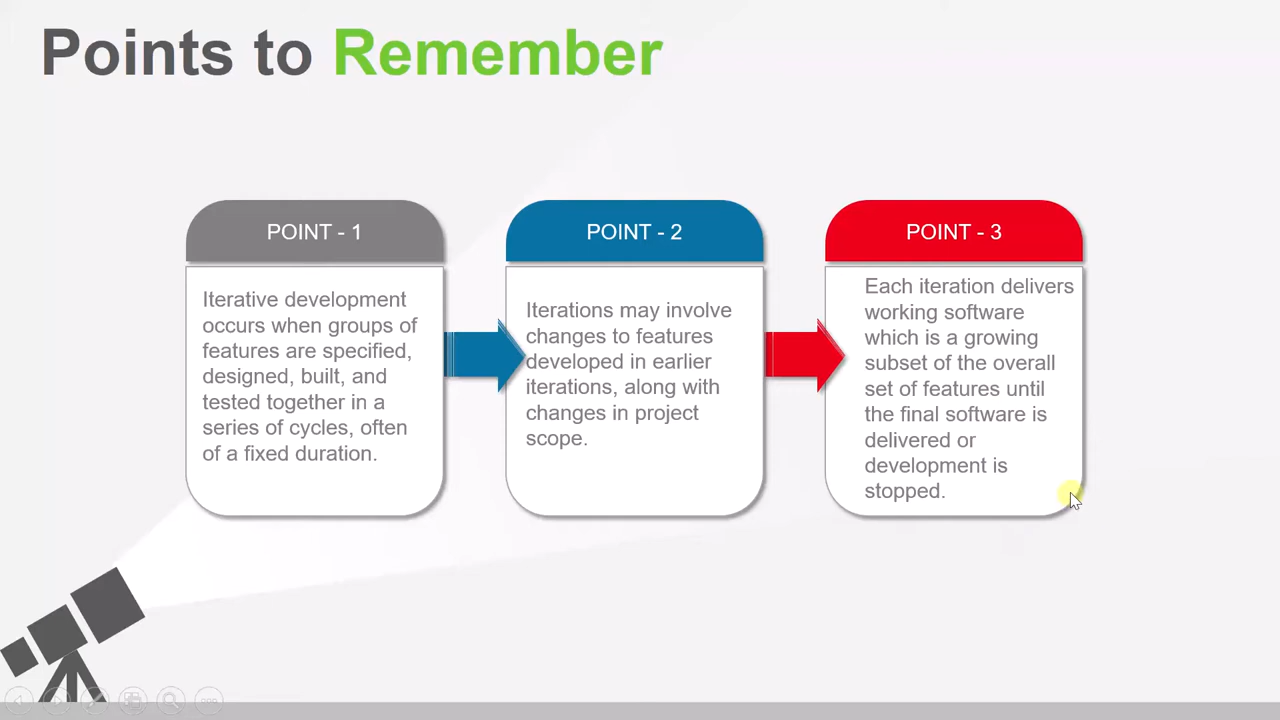 Points to Remember
POINT - 1
Iterative development
occurs when groups of
features are specified,
designed, built, and
tested together in a
series of cycles, often
of a fixed duration.
POINT - 2
Iterations may involve
changes to features
developed in earlier
iterations, along with
changes in project
scope.
POINT - 3
Each iteration delivers
working software
which is a growing
subset of the overall
set of features until
the final software is
delivered or
development is
stopped.